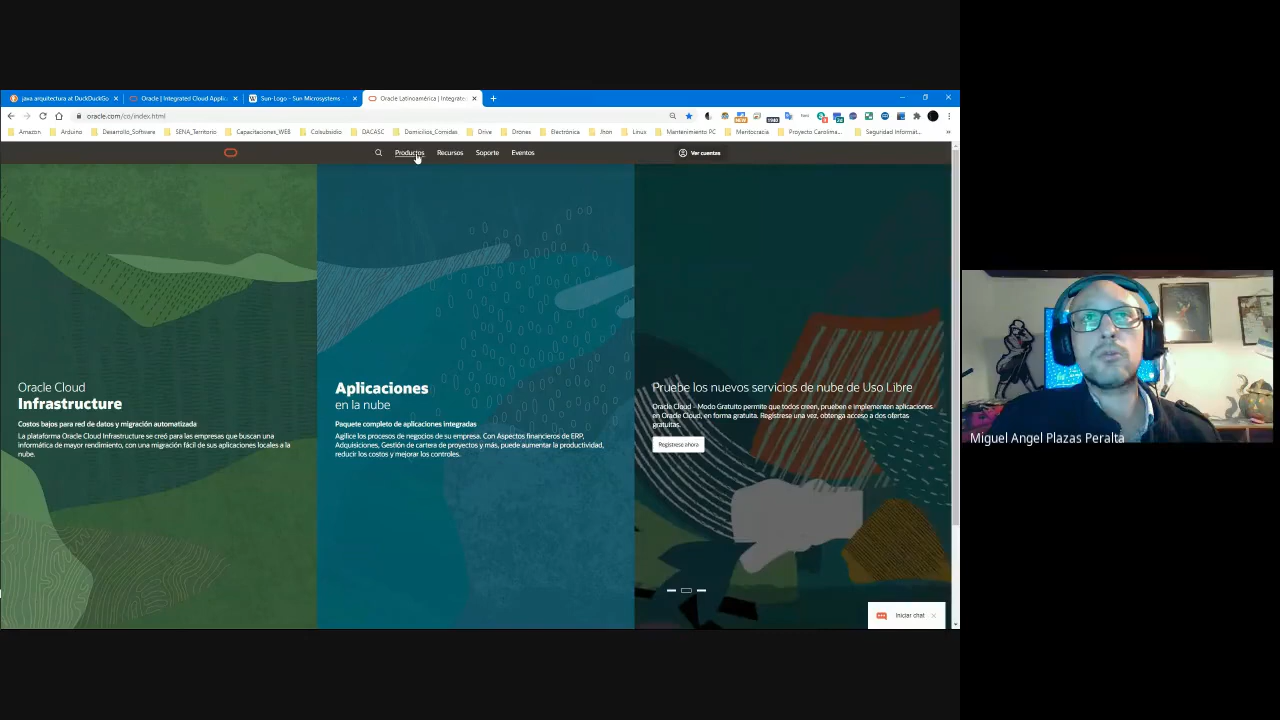 java arquitectura at DuckDuckGo
Oracle | Integrated Cloud Applic
Sun-Logo - Sun Microsystems -
Oracle Latinoamérica | Integrate
oracle.com/co/index.html
Amazon
Arduino
Desarrollo_Software
SENA_Territorio
Capacitaciones_WEB
Colsubsidio
DACASC
Domicilios_Comidas
Drive
Drones
Electrónica
Jhon
Linux
Mantenimiento PC
Meritocracia
Proyecto Carolima...
Seguridad Informát...
Productos
Recursos
Soporte
Eventos
Ver cuentas
Oracle Cloud
Infrastructure
Costos bajos para red de datos y migración automatizada
La plataforma Oracle Cloud Infrastructure se creó para las empresas que buscan una
informática de mayor rendimiento, con una migración fácil de sus aplicaciones locales a la
nube.
Aplicaciones
en la nube
Paquete completo de aplicaciones integradas
Agilice los procesos de negocios de su empresa. Con Aspectos financieros de ERP,
Adquisiciones, Gestión de cartera de proyectos y más, puede aumentar la productividad,
reducir los costos y mejorar los controles.
Pruebe los nuevos servicios de nube de Uso Libre
Oracle Cloud - Modo Gratuito permite que todos creen, prueben e implementen aplicaciones
en Oracle Cloud, en forma gratuita. Regístrese una vez, obtenga acceso a dos ofertas
gratuitas.
Regístrese ahora
Iniciar chat
Miguel Angel Plazas Peralta